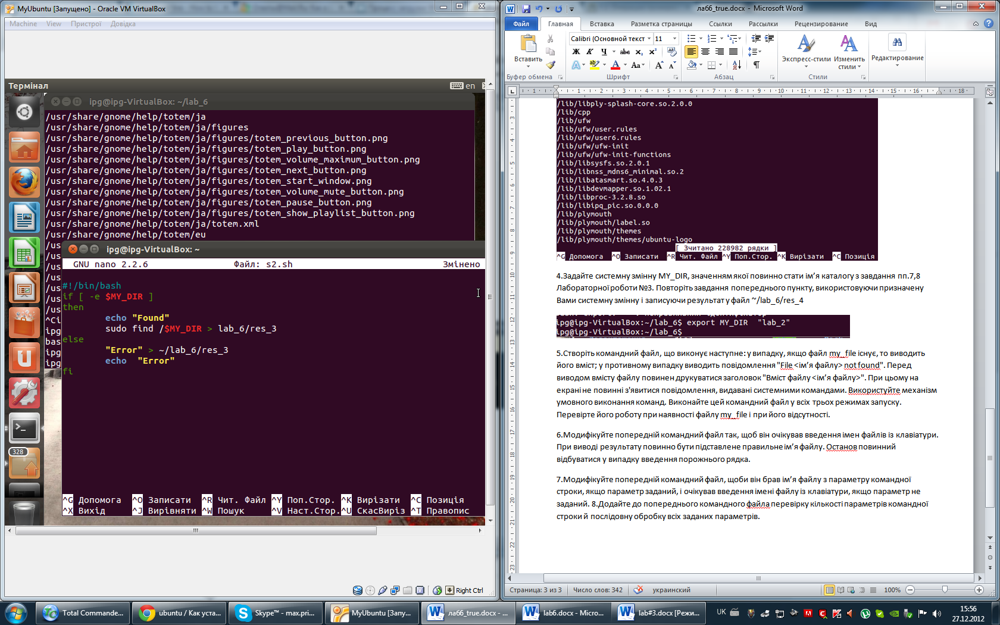 MyUbuntu [Запущено] - Oracle VM VirtualBox
Machine View Пристрої Довідка
Термінал
en
ipg@ipg-VirtualBox: ~/lab_6
/usr/share/gnome/help/totem/ja
/usr/share/gnome/help/totem/ja/figures
/usr/share/gnome/help/totem/ja/figures/totem_previous_button.png
/usr/share/gnome/help/totem/ja/figures/totem_play_button.png
/usr/share/gnome/help/totem/ja/figures/totem_volume_maximum_button.png
/usr/share/gnome/help/totem/ja/figures/totem_next_button.png
/usr/share/gnome/help/totem/ja/figures/totem_start_window.png
/usr/share/gnome/help/totem/ja/figures/totem_volume_mute_button.png
/usr/share/gnome/help/totem/ja/figures/totem_pause_button.png
/usr/share/gnome/help/totem/ja/figures/totem_show_playlist_button.png
/usr/share/gnome/help/totem/ja/totem.xml
/usr/share/gnome/help/totem/eu
/us
/us
/us
/us
/us
/us
/us
^Сi
ipg
bas
ipg
ipg
328
ipg@ipg-VirtualBox: ~
GNU nano 2.2.6 Файл: s2.sh Змінено
#!/bin/bash
if [ -e $MY_DIR ]
then
echo "Found"
sudo find /$MY_DIR > lab_6/res_3
else
"Error" > ~/lab_6/res_3
echo "Error"
fi
^G Допомога ^O Записати ^R Чит. Файл ^Y Поп.Стор. ^K Вирізати ^C Позиція
^X Вихід ^J Вирівняти ^W Пошук ^V Наст.Стор. ^U СкасВиріз ^T Правопис
Right Ctrl
лаб6_true.docx - Microsoft Word
Файл Главная Вставка Разметка страницы Ссылки Рассылки Рецензирование Вид
Вставить
Calibri (Основной текст 11
Ж К Ч abc x₂ x²
Экспресс-стили
Изменить стили
Редактирование
Буфер обмена Шрифт Абзац Стили
1 1 2 3 4 5 6 7 8 9 10 11 12 13 14 15 16 18
/lib/libply-splash-core.so.2.0.0
/lib/cpp
/lib/ufw
/lib/ufw/user.rules
/lib/ufw/user6.rules
/lib/ufw/ufw-init
/lib/ufw/ufw-init-functions
/lib/libsysfs.so.2.0.1
/lib/libnss_mdns6_minimal.so.2
/lib/libatasmart.so.4.0.3
/lib/libdevmapper.so.1.02.1
/lib/libproc-3.2.8.so
/lib/libipq_pic.so.0.0.0
/lib/plymouth
/lib/plymouth/label.so
/lib/plymouth/themes
/lib/plymouth/themes/ubuntu-logo
[ Зчитано 228982 рядки ]
^G Допомога ^O Записати ^R Чит. Файл ^Y Поп.Стор. ^K Вирізати ^C Позиція
4.Задайте системну змінну MY_DIR, значенням якої повинно стати ім’я каталогу з завдання пп.7,8
Лабораторної роботи №3. Повторіть завдання попереднього пункту, використовуючи призначену
Вами системну змінну і записуючи результат у файл ~/lab_6/res_4
ipg@ipg-VirtualBox:~/lab_6$ export MY_DIR "lab_2"
ipg@ipg-VirtualBox:~/lab_6$
5.Створіть командний файл, що виконує наступне: у випадку, якщо файл my_file існує, то виводить
його вміст; у противному випадку виводить повідомлення "File <ім’я файлу> not found". Перед
виводом вмісту файлу повинен друкуватися заголовок "Вміст файлу <ім’я файлу>". При цьому на
екрані не повинні з'явитися повідомлення, видавані системними командами. Використуйте механізм
умовного виконання команд. Виконайте цей командний файл у всіх трьох режимах запуску.
Перевірте його роботу при наявності файлу my_file і при його відсутності.
6.Модифікуйте попередній командний файл так, щоб він очікував введення імен файлів із клавіатури.
При виводі результату повинно бути підставлене правильне ім’я файлу. Останов повинний
відбуватися у випадку введення порожнього рядка.
7.Модифікуйте попередній командний файл, щоби він брав ім’я файлу з параметру командної
строки, якщо параметр заданий, і очікував введення імені файлу із клавіатури, якщо параметр не
заданий. 8.Додайте до попереднього командного файла перевірку кількості параметрів командної
строки й послідовну обробку всіх заданих параметрів.
Страница: 3 из 3 Число слов: 342 украинский 100%
Total Commande... ubuntu / Как уста... Skype™ - max.pri... MyUbuntu [Запу... лаб6_true.docx - ... lab6.docx - Micro... lab#3.docx [Режи... UK
15:56
27.12.2012